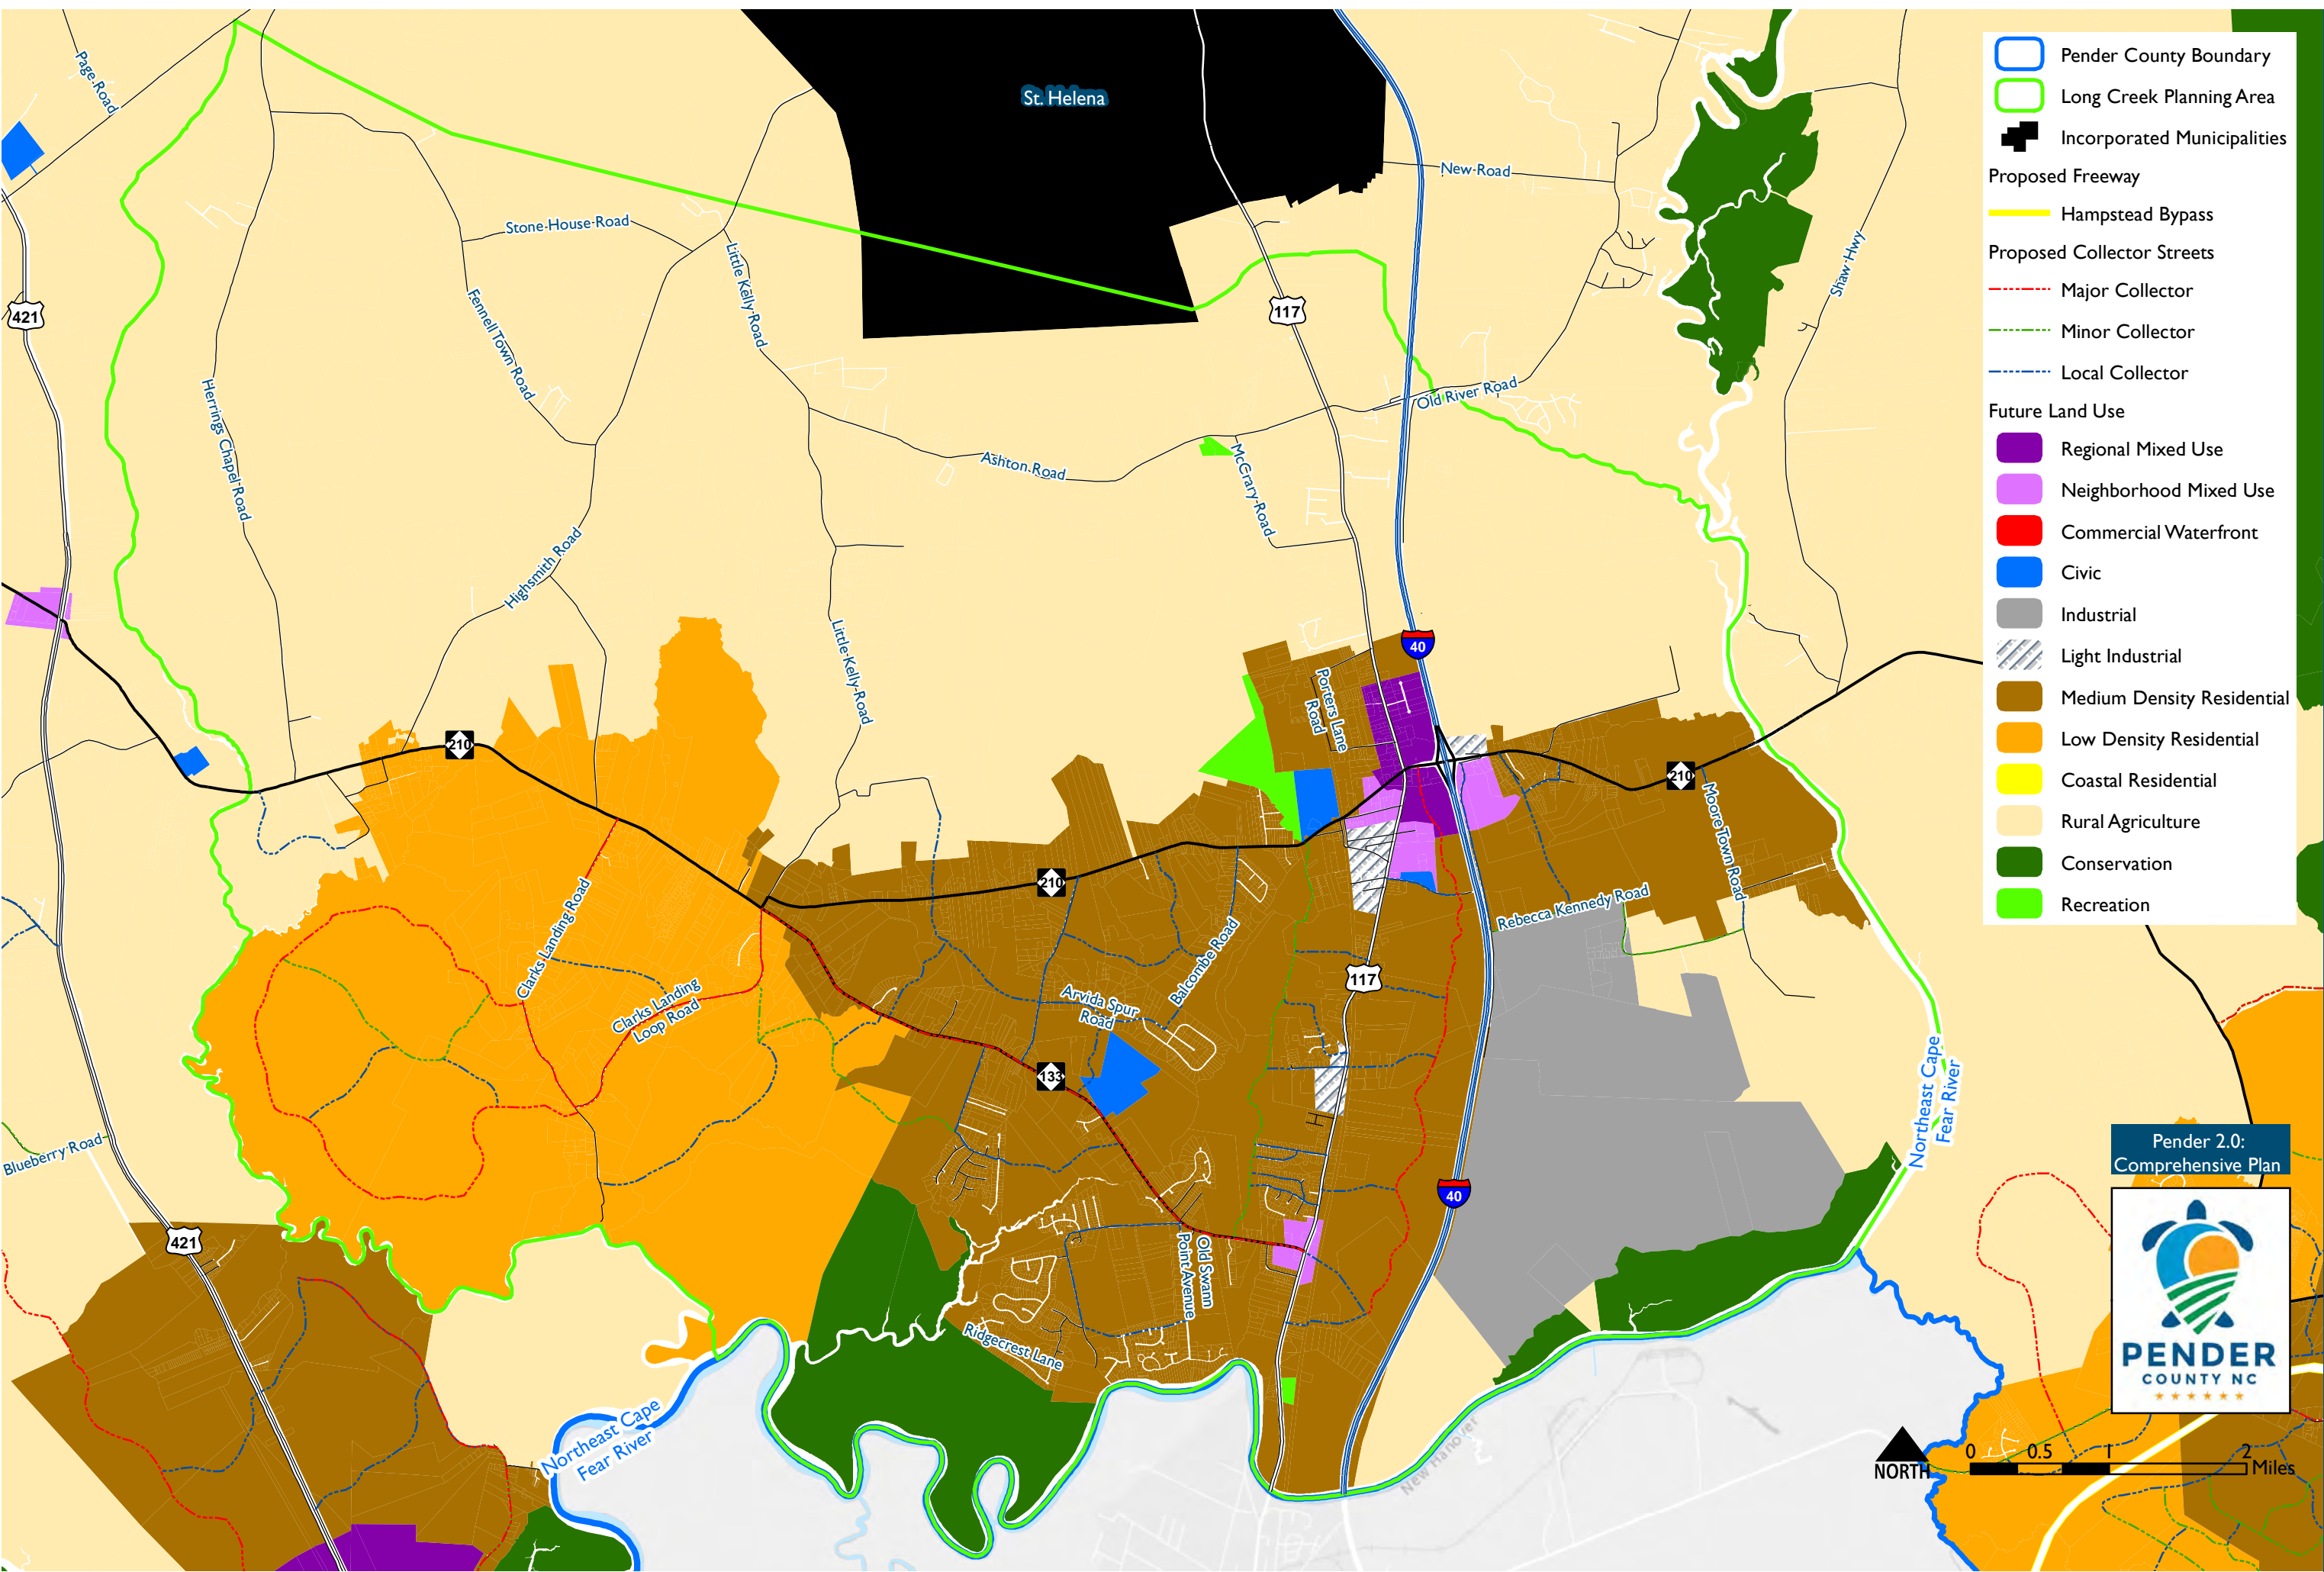 St. Helena
Page Road
New Road
Stone House Road
Little Kelly Road
Fennell Town Road
Shaw Hwy
421
117
Herrings Chapel Road
Old River Road
Ashton Road
McCrary Road
Highsmith Road
Little Kelly Road
40
Porters Lane
Road
210
210
Moore Town Road
210
Clarks Landing Road
Rebecca Kennedy Road
Balcombe Road
117
Clarks Landing
Loop Road
Arvida Spur
Road
133
Northeast Cape
Fear River
Blueberry Road
40
421
Old Swann
Point Avenue
Ridgecrest Lane
Northeast Cape
Fear River
New Hanover
Pender County Boundary
Long Creek Planning Area
Incorporated Municipalities
Proposed Freeway
Hampstead Bypass
Proposed Collector Streets
Major Collector
Minor Collector
Local Collector
Future Land Use
Regional Mixed Use
Neighborhood Mixed Use
Commercial Waterfront
Civic
Industrial
Light Industrial
Medium Density Residential
Low Density Residential
Coastal Residential
Rural Agriculture
Conservation
Recreation
Pender 2.0:
Comprehensive Plan
PENDER
COUNTY NC
NORTH
0 0.5 1 2
Miles